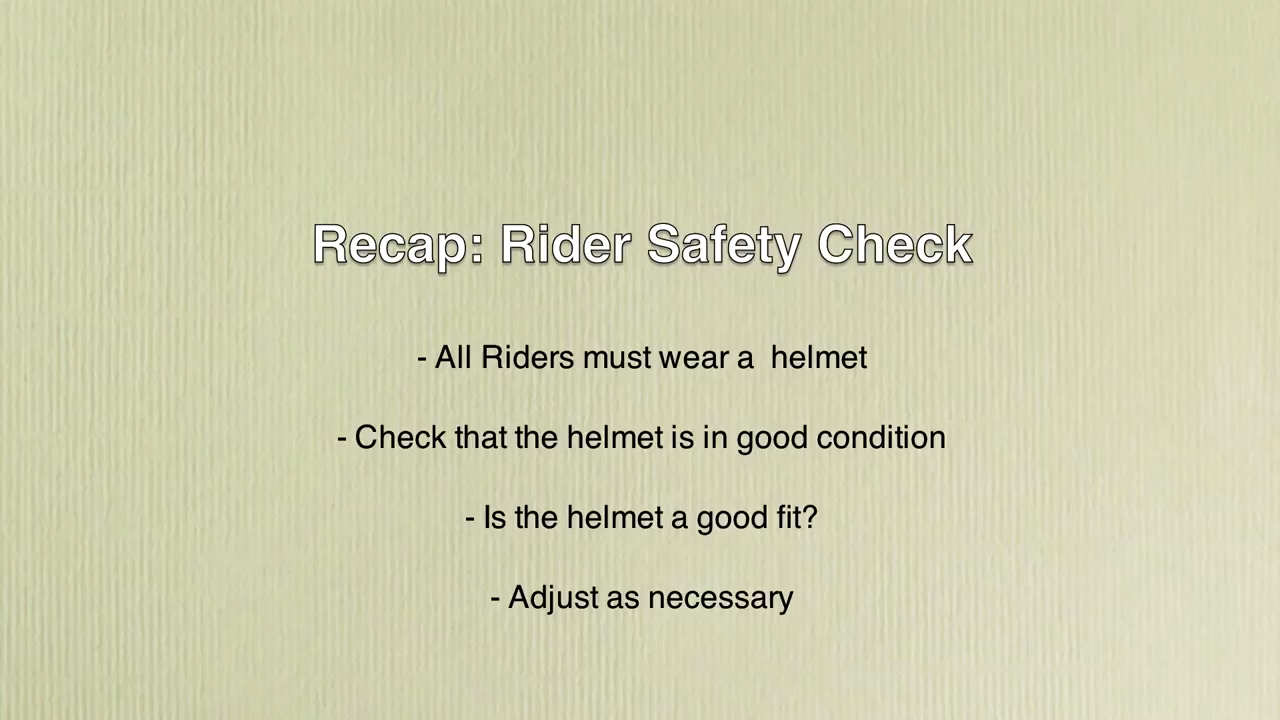 Recap: Rider Safety Check
- All Riders must wear a  helmet
- Check that the helmet is in good condition
- Is the helmet a good fit?
- Adjust as necessary